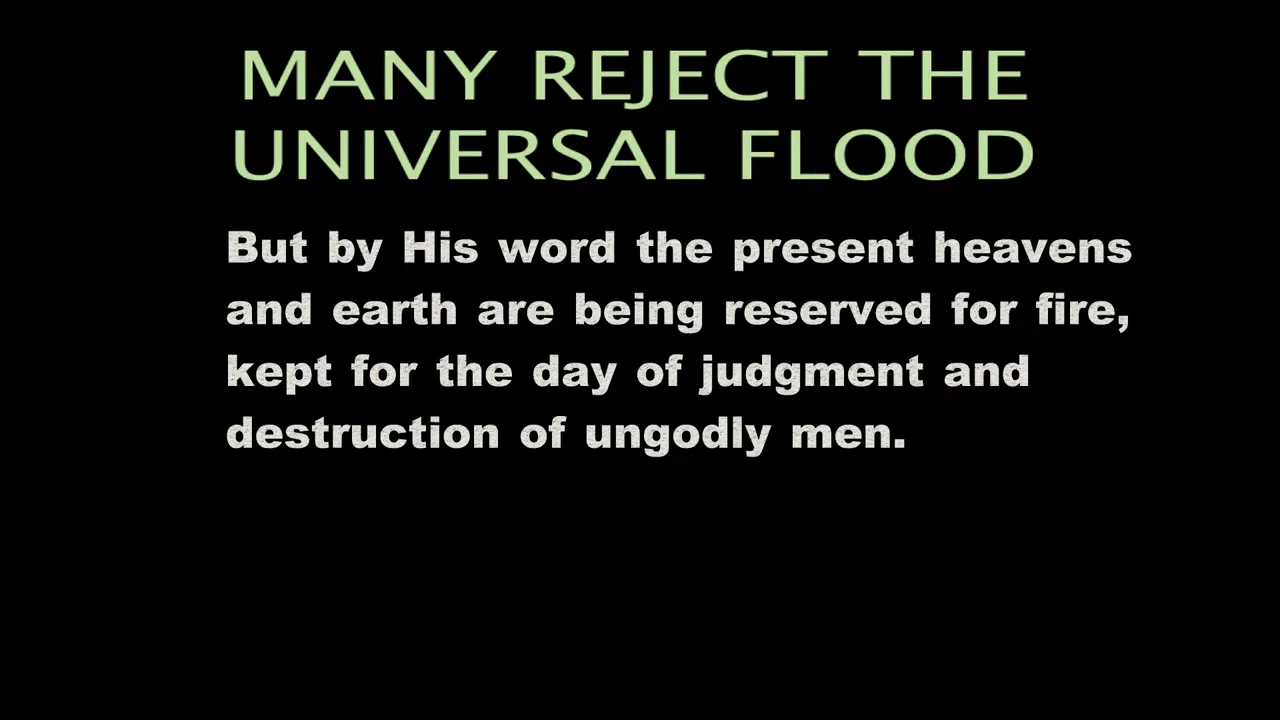 MANY REJECT THE
UNIVERSAL FLOOD
But by His word the present heavens
and earth are being reserved for fire,
kept for the day of judgment and
destruction of ungodly men.